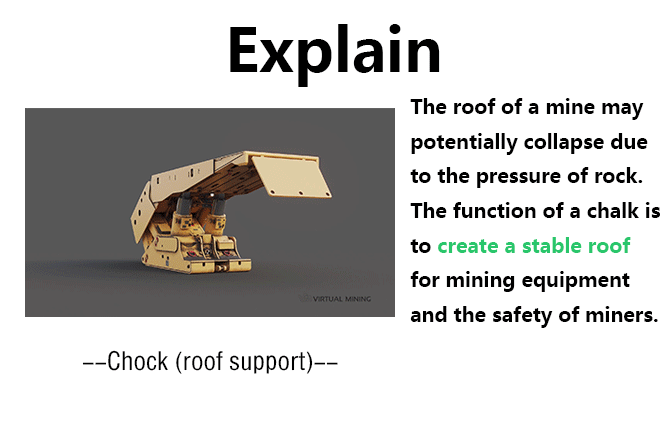 Explain
The roof of a mine may
potentially collapse due
to the pressure of rock.
The function of a chalk is
to create a stable roof
for mining equipment
and the safety of miners.
VIRTUAL MINING
--Chock (roof support)--